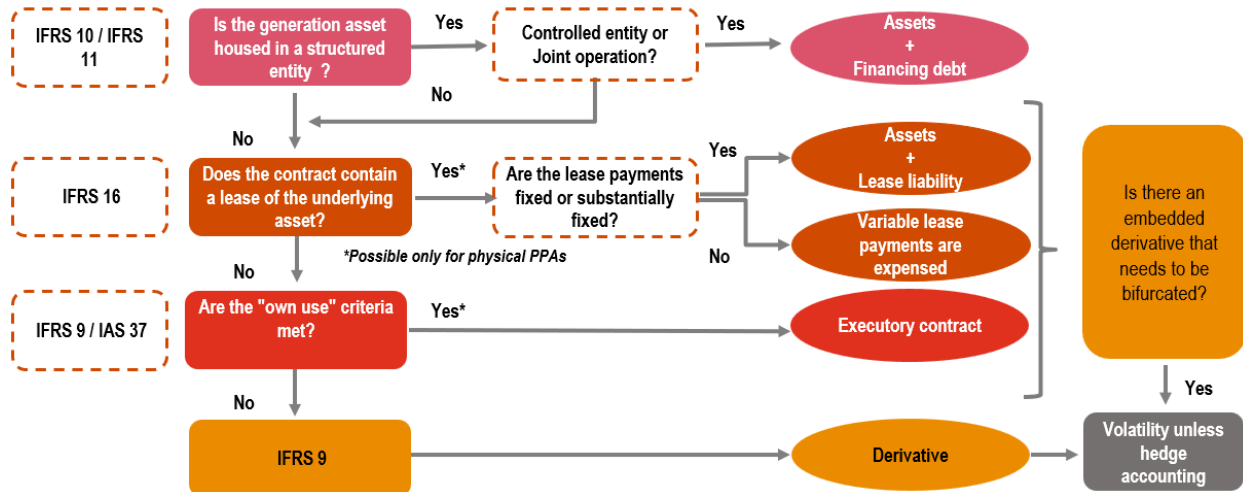 IFRS 10 / IFRS
11
Is the generation asset
housed in a structured
entity ?
Yes
Controlled entity or
Joint operation?
Yes
Assets
+
Financing debt
No
No
IFRS 16
Does the contract contain
a lease of the underlying
asset?
Yes*
Are the lease payments
fixed or substantially
fixed?
Yes
Assets
+
Lease liability
No
Variable lease
payments are
expensed
*Possible only for physical PPAs
No
IFRS 9 / IAS 37
Are the "own use" criteria
met?
Yes*
Executory contract
No
IFRS 9
Derivative
Is there an
embedded
derivative that
needs to be
bifurcated?
Yes
Volatility unless
hedge
accounting